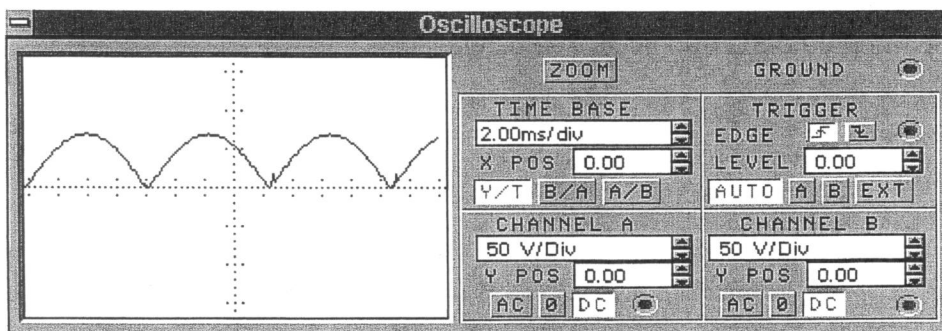 Oscilloscope
ZOOM GROUND
TIME BASE
2.00ms/div
X POS 0.00
Y/T B/A A/B
TRIGGER
EDGE
LEVEL 0.00
AUTO A B EXT
CHANNEL A
50 V/Div
Y POS 0.00
AC 0 DC
CHANNEL B
50 V/Div
Y POS 0.00
AC 0 DC